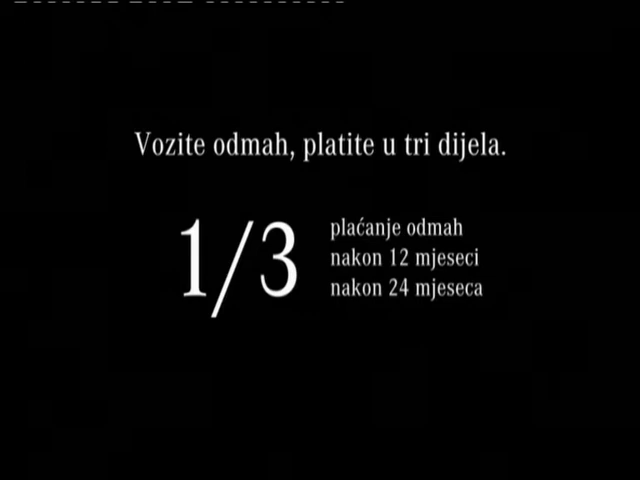 Vozite odmah, platite u tri dijela.
1/3
plaćanje odmah
nakon 12 mjeseci
nakon 24 mjeseca